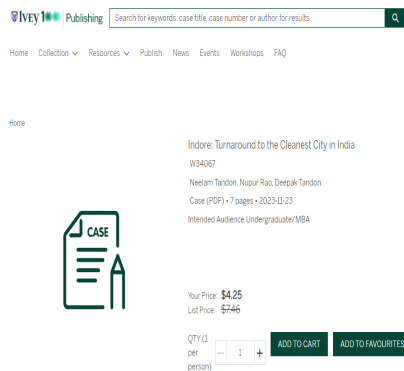 Ivey Publishing
Search for keywords, case title, case number or author for results
Home Collection Resources Publish News Events Workshops FAQ
Home
Indore: Turnaround to the Cleanest City in India
W34067
Neelam Tandon, Nupur Rao, Deepak Tandon
Case (PDF) • 7 pages • 2023-11-23
Intended Audience Undergraduate/MBA
CASE
Your Price: $4.25
List Price: $7.46
QTY (1
per
person)
— 1 +
ADD TO CART
ADD TO FAVOURITES